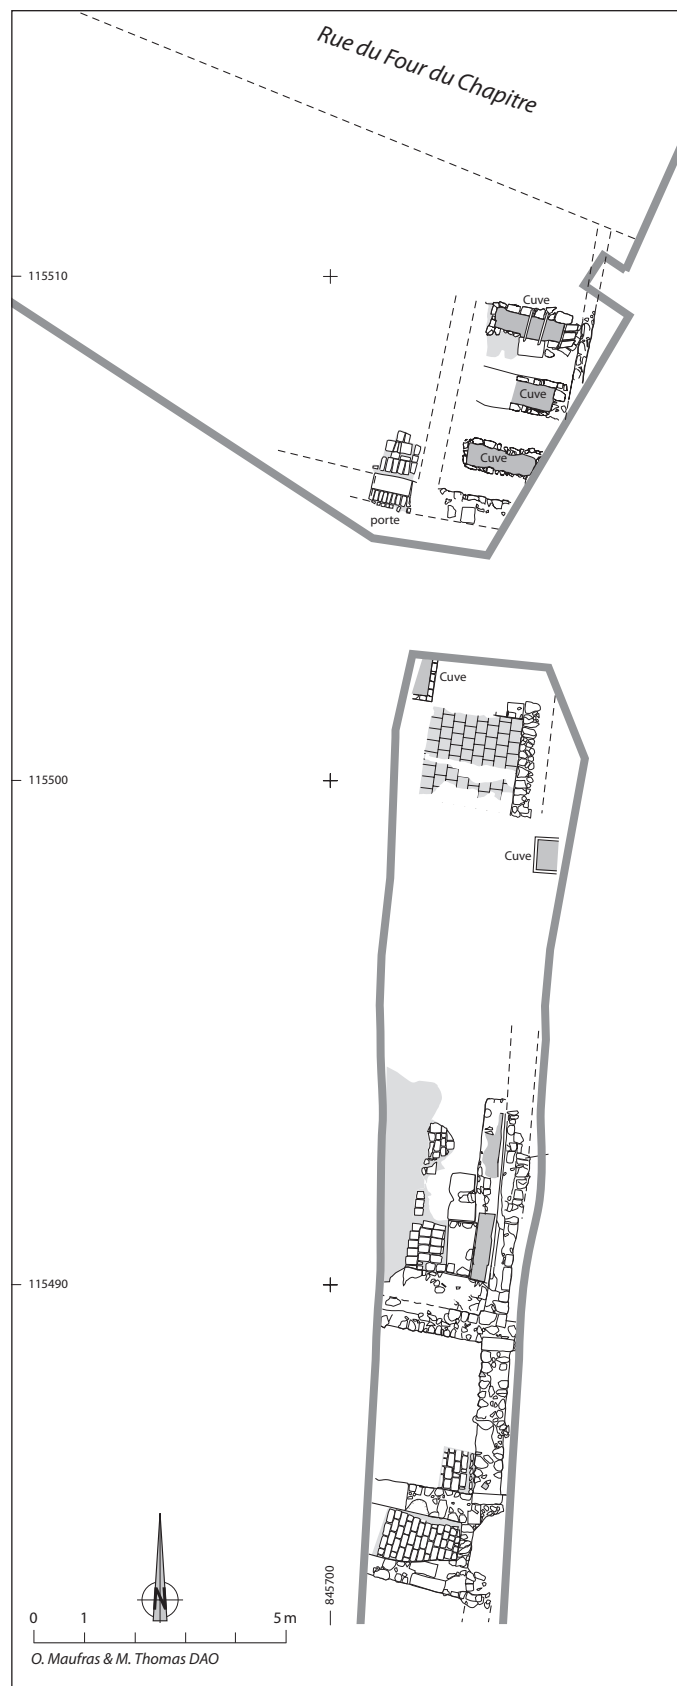 Rue du Four du Chapitre
115510
Cuve
Cuve
Cuve
porte
Cuve
115500
Cuve
115490
845700
N
0 1 5 m
O. Maufras & M. Thomas DAO